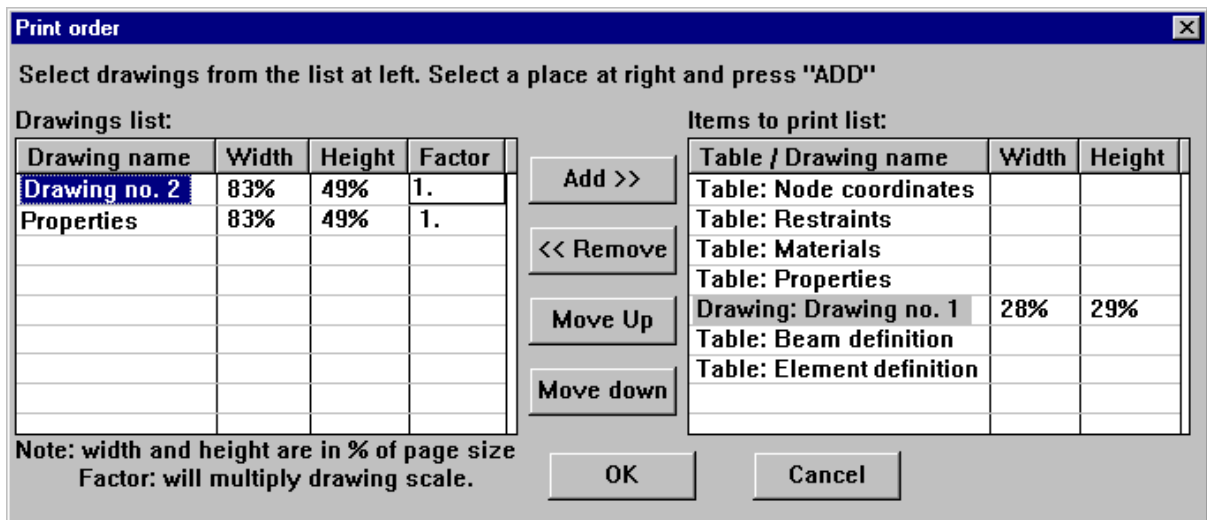 Print order
Select drawings from the list at left. Select a place at right and press "ADD"
Drawings list:
Drawing name Width Height Factor
Drawing no. 2 83% 49% 1.
Properties 83% 49% 1.
Note: width and height are in % of page size
Factor: will multiply drawing scale.
Add >>
<< Remove
Move Up
Move down
Items to print list:
Table / Drawing name Width Height
Table: Node coordinates
Table: Restraints
Table: Materials
Table: Properties
Drawing: Drawing no. 1 28% 29%
Table: Beam definition
Table: Element definition
OK
Cancel